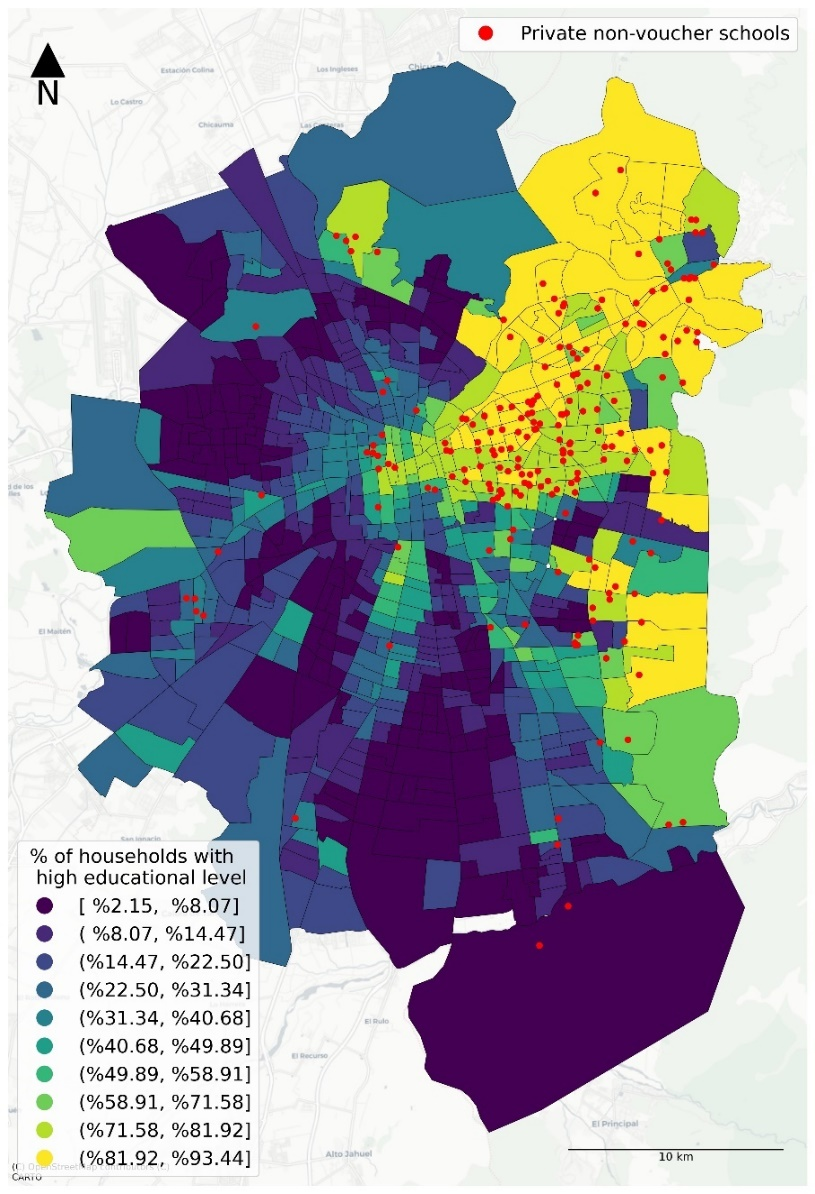 Private non-voucher schools
N
Estación Colina
Los Ingleses
Lo Castro
Chicauma
El Maitén
San Ignacio
% of households with
high educational level
[ %2.15, %8.07]
( %8.07, %14.47]
(%14.47, %22.50]
(%22.50, %31.34]
(%31.34, %40.68]
(%40.68, %49.89]
(%49.89, %58.91]
(%58.91, %71.58]
(%71.58, %81.92]
(%81.92, %93.44]
El Rulo
El Recurso
El Principal
Alto Jahuel
10 km
(C) OpenStreetMap contributors (C)
CARTO